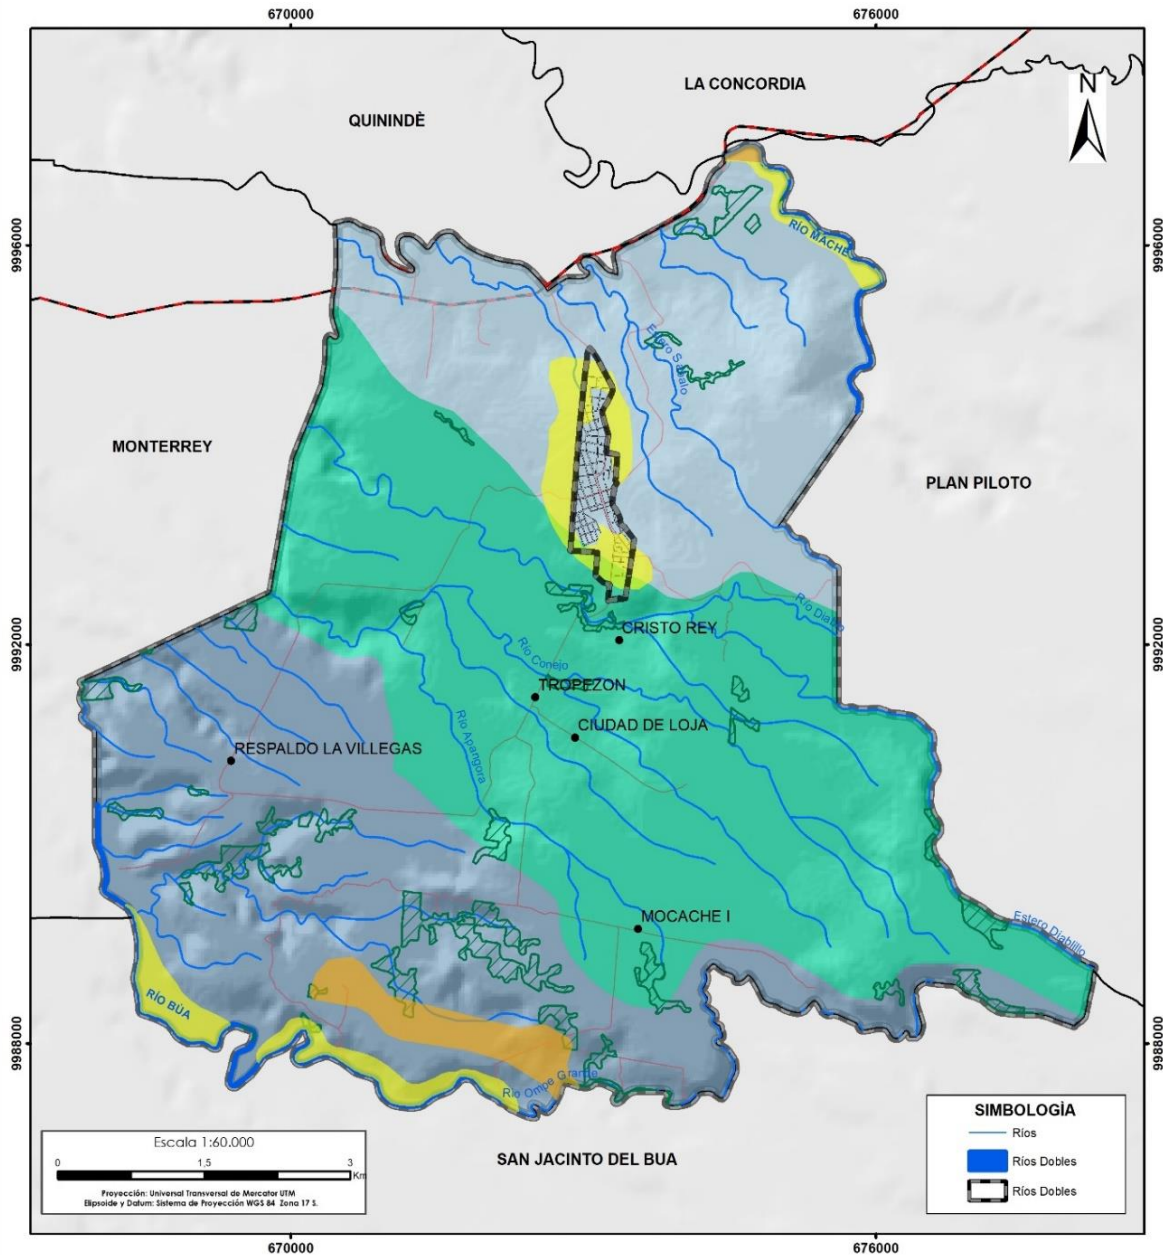 670000
676000
LA CONCORDIA
N
QUININDÈ
9996000
9996000
RÍO MACHE
Estero Sábalo
MONTERREY
PLAN PILOTO
Río Diablo
9992000
9992000
CRISTO REY
Río Conejo
TROPEZON
CIUDAD DE LOJA
Río Apangora
RESPALDO LA VILLEGAS
MOCACHE I
Estero Diablillo
RÍO BÚA
9988000
9988000
Río Ompe Grande
SIMBOLOGÌA
Ríos
Ríos Dobles
Ríos Dobles
Escala 1:60.000
0 1,5 3
Km
Proyección: Universal Transversal de Mercator UTM
Elipsoide y Datum: Sistema de Proyección WGS 84 Zona 17 S.
SAN JACINTO DEL BUA
670000
676000